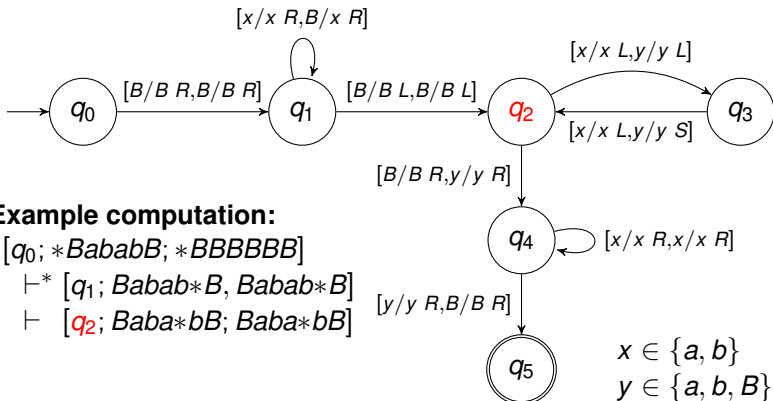 [x/x R,B/x R]
[x/x L,y/y L]
[B/B R,B/B R]
[B/B L,B/B L]
q0
q1
q2
q3
[x/x L,y/y S]
[B/B R,y/y R]
Example computation:
[q0; ∗BababB; ∗BBBBBB]
q4
[x/x R,x/x R]
⊢* [q1; Babab∗B, Babab∗B]
[y/y R,B/B R]
⊢ [q2; Baba∗bB; Baba∗bB]
q5
x ∈ {a, b}
y ∈ {a, b, B}